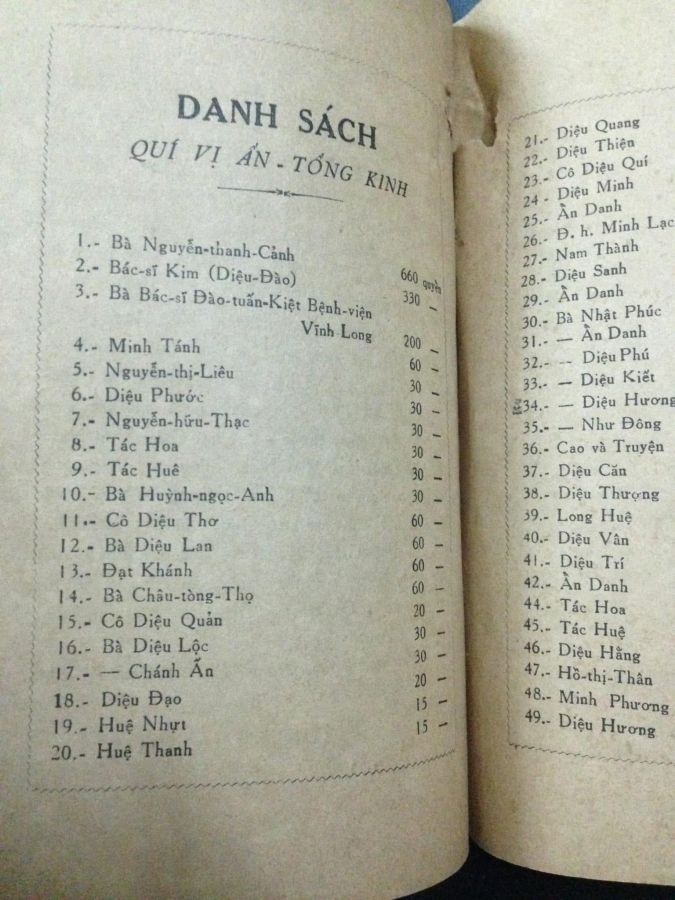 DANH SÁCH
QUÍ VỊ ẤN - TỐNG KINH
1.- Bà Nguyễn-thanh-Cảnh 660 quyển
2.- Bác-sĩ Kim (Diệu-Đào) 330 —
3.- Bà Bác-sĩ Đào-tuấn-Kiệt Bệnh-viện
Vĩnh Long 200 —
4.- Minh Tánh 60 —
5.- Nguyễn-thị-Liêu 30 —
6.- Diệu Phước 30 —
7.- Nguyễn-hữu-Thạc 30 —
8.- Tác Hoa 30 —
9.- Tác Huê 30 —
10.- Bà Huỳnh-ngọc-Anh 30 —
11.- Cô Diệu Thơ 60 —
12.- Bà Diệu Lan 60 —
13.- Đạt Khánh 60 —
14.- Bà Châu-tòng-Thọ 60 —
15.- Cô Diệu Quản 20 —
16.- Bà Diệu Lộc 30 —
17.- — Chánh Ấn 30 —
18.- Diệu Đạo 20 —
19.- Huệ Nhựt 15 —
20.- Huệ Thanh 15 —
21.- Diệu Quang
22.- Diệu Thiện
23.- Cô Diệu Quí
24.- Diệu Minh
25.- Ẩn Danh
26.- Đ. h. Minh Lạc
27.- Nam Thành
28.- Diệu Sanh
29.- Ẩn Danh
30.- Bà Nhật Phúc
31.- — Ẩn Danh
32.- — Diệu Phú
33.- — Diệu Kiết
34.- — Diệu Hương
35.- — Như Đông
36.- Cao và Truyện
37.- Diệu Căn
38.- Diệu Thượng
39.- Long Huệ
40.- Diệu Vân
41.- Diệu Trí
42.- Ẩn Danh
44.- Tác Hoa
45.- Tác Huệ
46.- Diệu Hằng
47.- Hồ-thị-Thân
48.- Minh Phương
49.- Diệu Hương